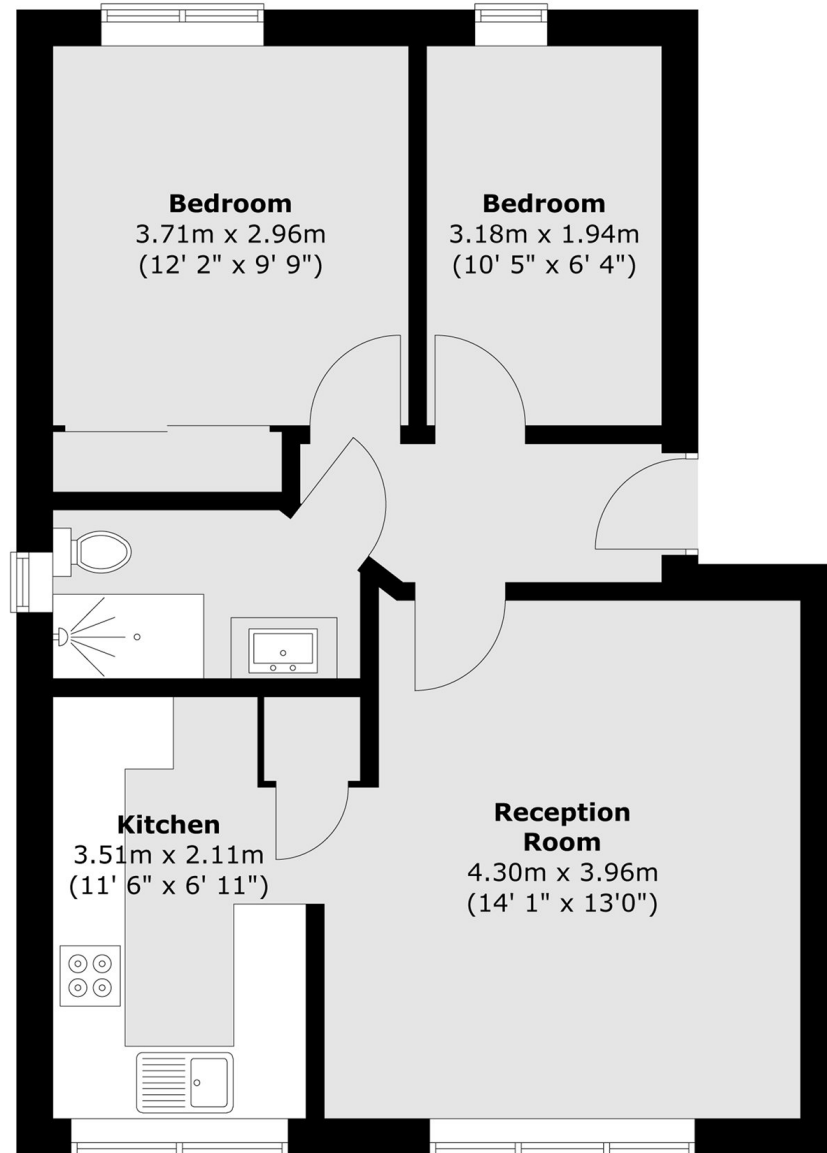 Bedroom
3.71m x 2.96m
(12' 2" x 9' 9")
Bedroom
3.18m x 1.94m
(10' 5" x 6' 4")
Kitchen
3.51m x 2.11m
(11' 6" x 6' 11")
Reception
Room
4.30m x 3.96m
(14' 1" x 13'0")